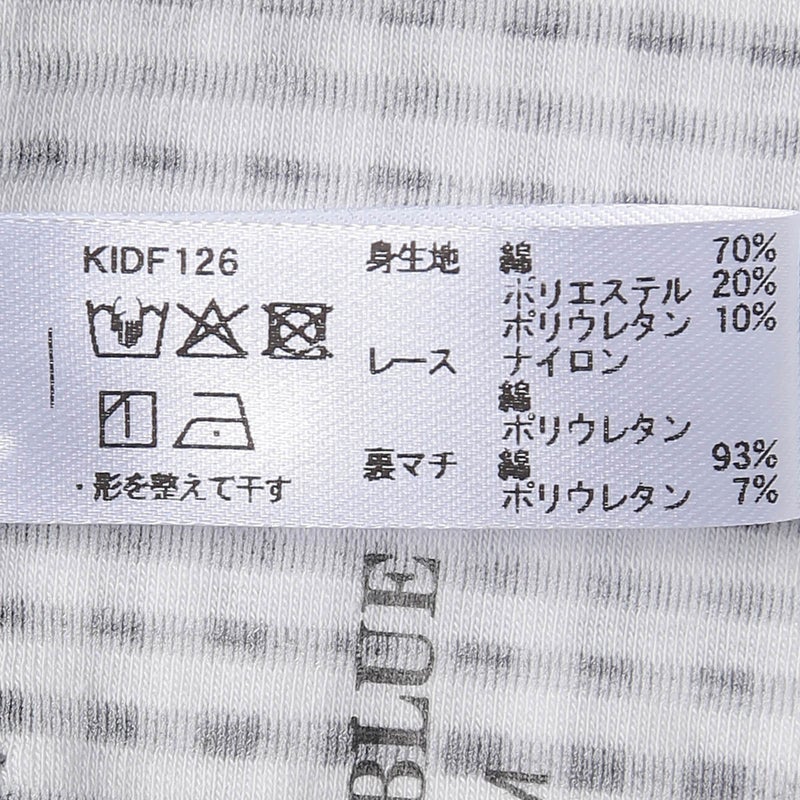 KIDF126
・形を整えて干す
身生地 綿 70%
ポリエステル 20%
ポリウレタン 10%
レース ナイロン
綿
ポリウレタン
裏マチ 綿 93%
ポリウレタン 7%
BLUE
M